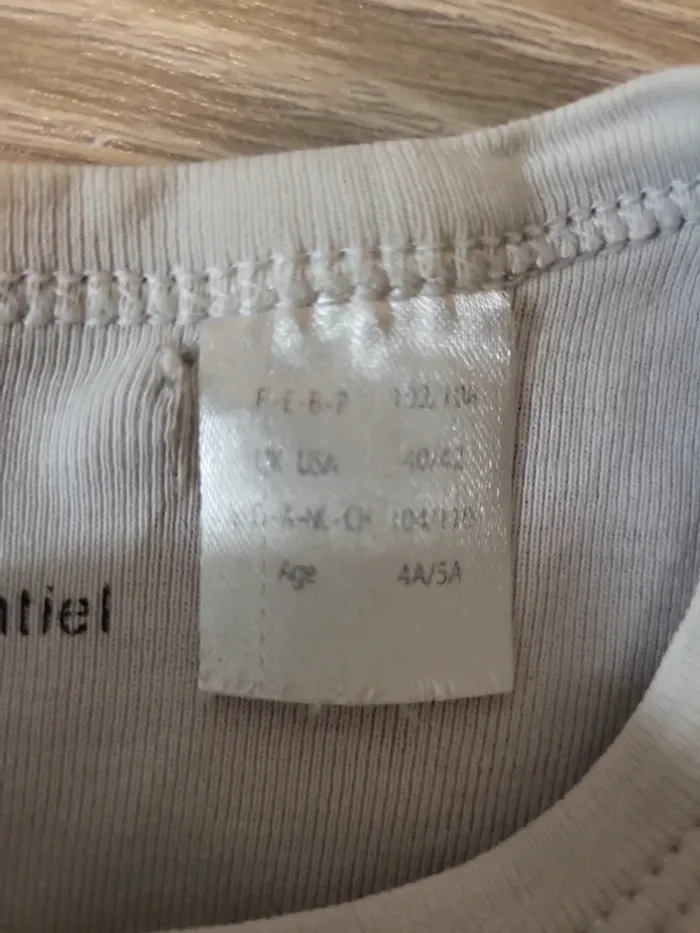 F-E-B-P 102/108
UK USA 40/42
D-A-NL-CH 104/110
Age 4A/5A
ntiel